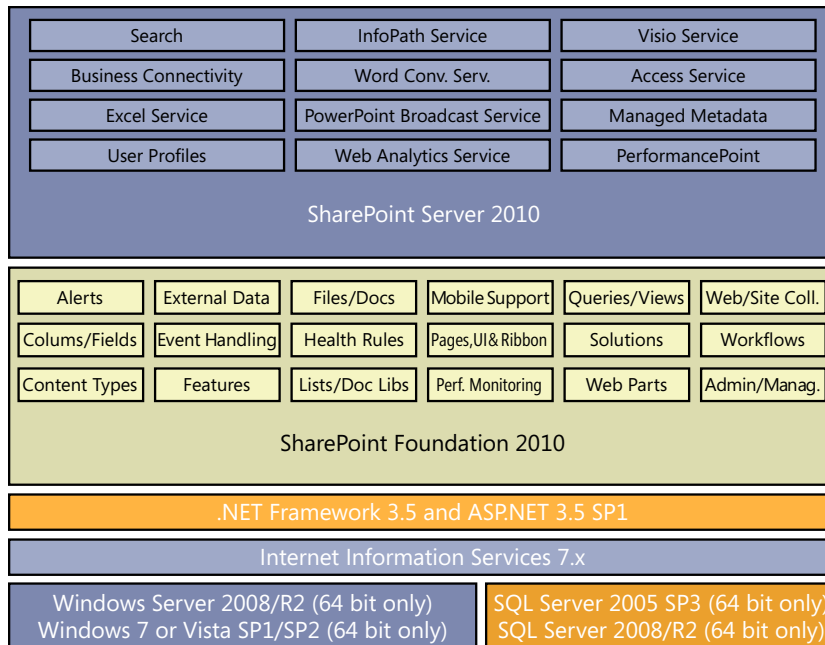 Search
InfoPath Service
Visio Service
Business Connectivity
Word Conv. Serv.
Access Service
Excel Service
PowerPoint Broadcast Service
Managed Metadata
User Profiles
Web Analytics Service
PerformancePoint
SharePoint Server 2010
Alerts
External Data
Files/Docs
Mobile Support
Queries/Views
Web/Site Coll.
Colums/Fields
Event Handling
Health Rules
Pages,UI& Ribbon
Solutions
Workflows
Content Types
Features
Lists/Doc Libs
Perf. Monitoring
Web Parts
Admin/Manag.
SharePoint Foundation 2010
.NET Framework 3.5 and ASP.NET 3.5 SP1
Internet Information Services 7.x
Windows Server 2008/R2 (64 bit only)
Windows 7 or Vista SP1/SP2 (64 bit only)
SQL Server 2005 SP3 (64 bit only)
SQL Server 2008/R2 (64 bit only)